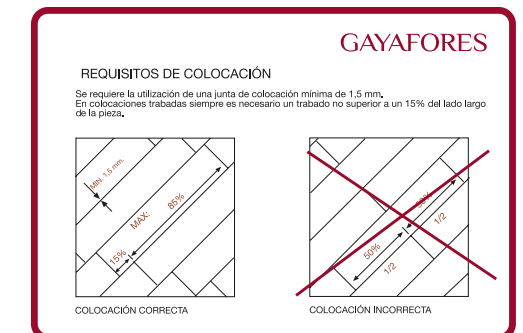 GAYAFORES
REQUISITOS DE COLOCACIÓN
Se requiere la utilización de una junta de colocación mínima de 1,5 mm.
En colocaciones trabadas siempre es necesario un trabado no superior a un 15% del lado largo
de la pieza.
MIN: 1,5 mm.
MAX:
85%
15%
50%
1/2
50%
1/2
COLOCACIÓN CORRECTA
COLOCACIÓN INCORRECTA